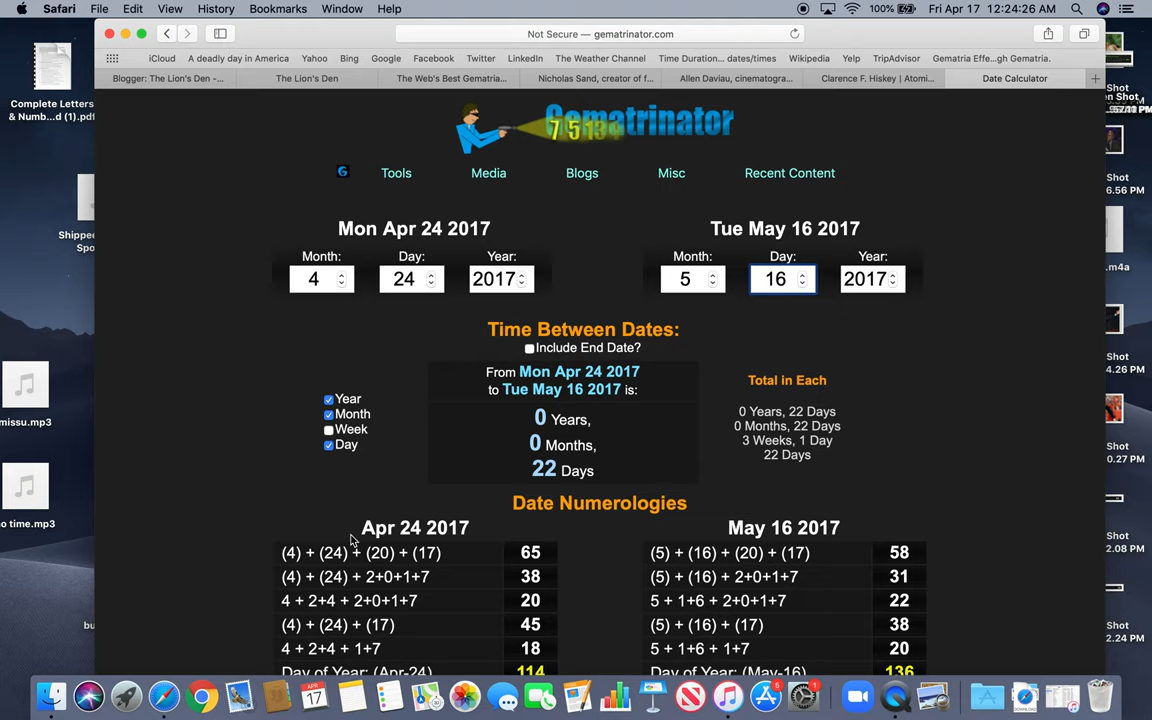 Safari File Edit View History Bookmarks Window Help 100% Fri Apr 17 12:24:26 AM
Not Secure — gematrinator.com
iCloud A deadly day in America Yahoo Bing Google Facebook Twitter LinkedIn The Weather Channel Time Duration... dates/times Wikipedia Yelp TripAdvisor Gematria Effe...gh Gematria.
Blogger: The Lion's Den -... The Lion's Den The Web's Best Gematria... Nicholas Sand, creator of f... Allen Daviau, cinematogra... Clarence F. Hiskey | Atomi... Date Calculator
Complete Letters
& Numb...d (1).pdf
Gematrinator
7 5 13
G Tools Media Blogs Misc Recent Content
Mon Apr 24 2017 Tue May 16 2017
Month: Day: Year: Month: Day: Year:
4 24 2017 5 16 2017
Time Between Dates:
Include End Date?
From Mon Apr 24 2017
to Tue May 16 2017 is:
0 Years,
0 Months,
22 Days
Year
Month
Week
Day
Total in Each
0 Years, 22 Days
0 Months, 22 Days
3 Weeks, 1 Day
22 Days
Date Numerologies
Apr 24 2017 May 16 2017
(4) + (24) + (20) + (17) 65 (5) + (16) + (20) + (17) 58
(4) + (24) + 2+0+1+7 38 (5) + (16) + 2+0+1+7 31
4 + 2+4 + 2+0+1+7 20 5 + 1+6 + 2+0+1+7 22
(4) + (24) + (17) 45 (5) + (16) + (17) 38
4 + 2+4 + 1+7 18 5 + 1+6 + 1+7 20
Day of Year: (Apr-24) 114 Day of Year: (May-16) 136
Shippee
Spo
missu.mp3
o time.mp3
bu
Shot
Shot
6.56 PM
.m4a
Shot
4.26 PM
Shot
0.27 PM
Shot
2.08 PM
Shot
2.24 PM
APR
17
5
1
DOWNLOAD